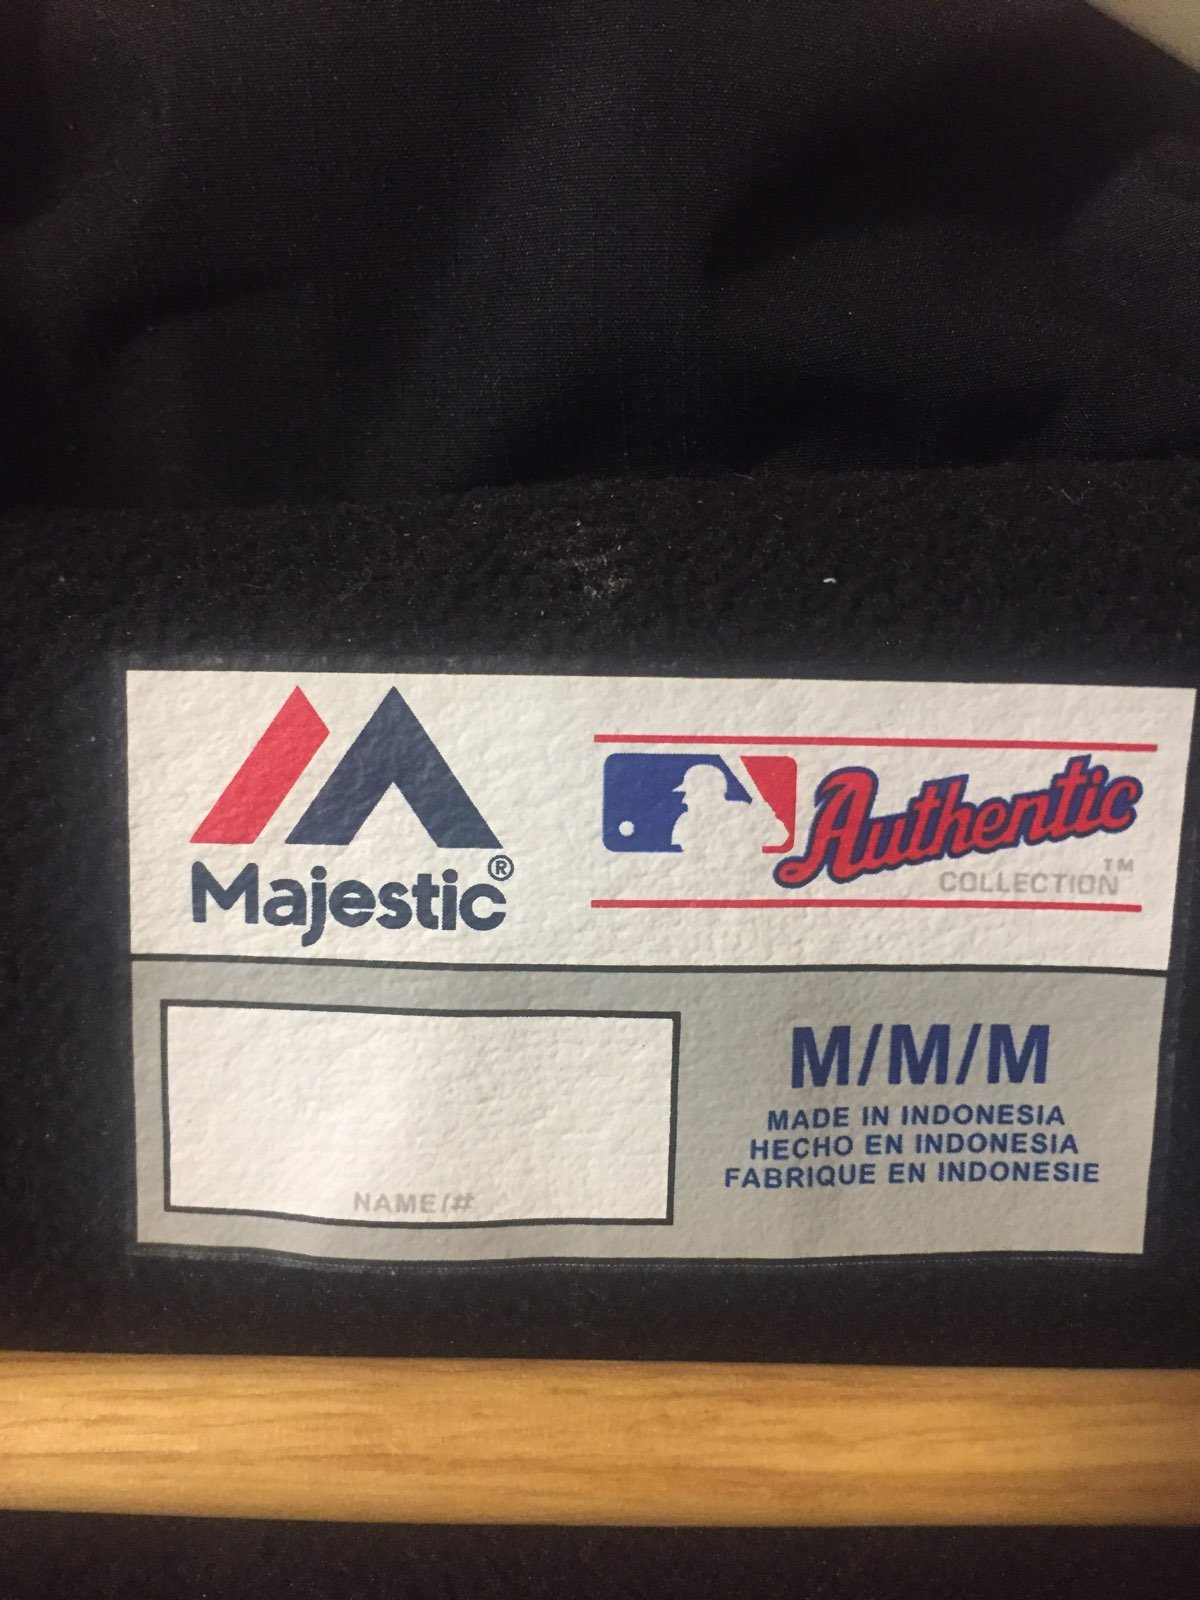 Majestic®
Authentic
COLLECTION™
NAME/#
M/M/M
MADE IN INDONESIA
HECHO EN INDONESIA
FABRIQUE EN INDONESIE